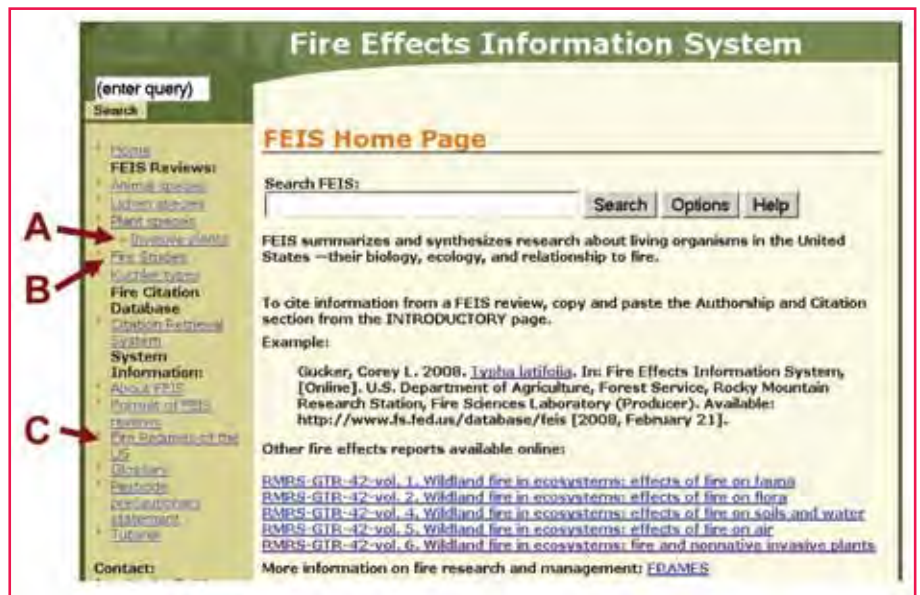 Fire Effects Information System
(enter query)
Search
Home
FEIS Reviews:
Animal species
Lichen species
Plant species
Invasive plants
Fire Studies
Kuchler types
Fire Citation
Database
Citation Retrieval
System
System
Information:
About FEIS
Format of FEIS
reviews
Fire Regimes of the
US
Glossary
Pesticide
precautionary
statement
Tutorial
Contact:
A
B
C
FEIS Home Page
Search FEIS:
Search Options Help
FEIS summarizes and synthesizes research about living organisms in the United
States —their biology, ecology, and relationship to fire.
To cite information from a FEIS review, copy and paste the Authorship and Citation
section from the INTRODUCTORY page.
Example:
Gucker, Corey L. 2008. Typha latifolia. In: Fire Effects Information System,
[Online]. U.S. Department of Agriculture, Forest Service, Rocky Mountain
Research Station, Fire Sciences Laboratory (Producer). Available:
http://www.fs.fed.us/database/feis [2008, February 21].
Other fire effects reports available online:
RMRS-GTR-42-vol. 1. Wildland fire in ecosystems: effects of fire on fauna
RMRS-GTR-42-vol. 2. Wildland fire in ecosystems: effects of fire on flora
RMRS-GTR-42-vol. 4. Wildland fire in ecosystems: effects of fire on soils and water
RMRS-GTR-42-vol. 5. Wildland fire in ecosystems: effects of fire on air
RMRS-GTR-42-vol. 6. Wildland fire in ecosystems: fire and nonnative invasive plants
More information on fire research and management: FRAMES